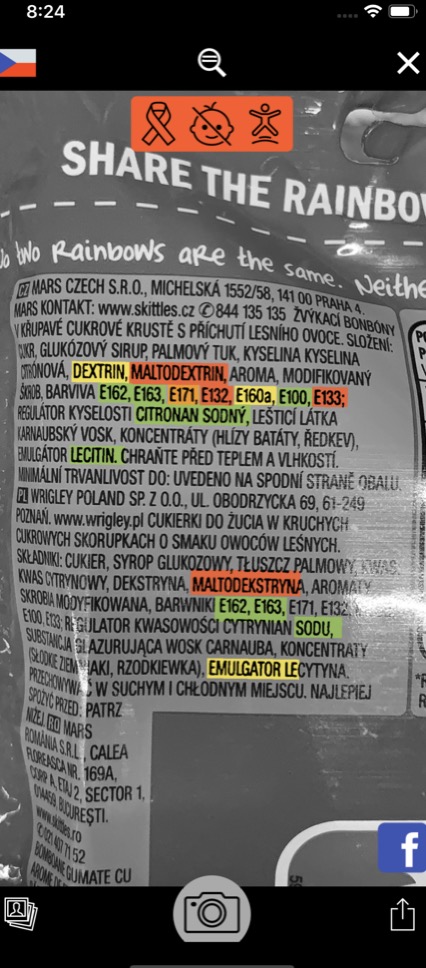 8:24
SHARE THE RAINBO
two Rainbows are the same. Neithe
CZ MARS CZECH S.R.O., MICHELSKÁ 1552/58, 141 00 PRAHA 4.
MARS KONTAKT: www.skittles.cz ✆844 135 135 ŽVÝKACÍ BONBONY
V KŘUPAVÉ CUKROVÉ KRUSTĚ S PŘÍCHUTÍ LESNÍHO OVOCE. SLOŽENÍ:
CUKR, GLUKÓZOVÝ SIRUP, PALMOVÝ TUK, KYSELINA KYSELINA
CITRÓNOVÁ, DEXTRIN, MALTODEXTRIN, AROMA, MODIFIKOVANÝ
ŠKROB, BARVIVA E162, E163, E171, E132, E160a, E100, E133;
REGULÁTOR KYSELOSTI CITRONAN SODNÝ, LEŠTICÍ LÁTKA
KARNAUBSKÝ VOSK, KONCENTRÁTY (HLÍZY BATÁTY, ŘEDKEV),
EMULGÁTOR LECITIN. CHRAŇTE PŘED TEPLEM A VLHKOSTÍ.
MINIMÁLNÍ TRVANLIVOST DO: UVEDENO NA SPODNÍ STRANĚ OBALU.
PL WRIGLEY POLAND SP. Z O.O., UL. OBODRZYCKA 69, 61-249
POZNAŃ. www.wrigley.pl CUKIERKI DO ŻUCIA W KRUCHYCH
CUKROWYCH SKORUPKACH O SMAKU OWOCÓW LEŚNYCH.
SKŁADNIKI: CUKIER, SYROP GLUKOZOWY, TŁUSZCZ PALMOWY, KWAS,
KWAS CYTRYNOWY, DEKSTRYNA, MALTODEKSTRYNA, AROMATY
SKROBIA MODYFIKOWANA, BARWNIKI E162, E163, E171, E132,
E100, E133; REGULATOR KWASOWOŚCI CYTRYNIAN SODU,
SUBSTANCJA GLAZURUJĄCA WOSK CARNAUBA, KONCENTRATY
(SŁODKIE ZIEMNIAKI, RZODKIEWKA), EMULGATOR LECYTYNA.
PRZECHOWYWAĆ W SUCHYM I CHŁODNYM MIEJSCU. NAJLEPIEJ
SPOŻYĆ PRZED: PATRZ
NIŻEJ. RO MARS
ROMÂNIA S.R.L., CALEA
FLOREASCA NR. 169A,
CORP A, ETAJ 2, SECTOR 1,
014459, BUCUREȘTI.
www.skittles.ro
✆021 407 71 52
BOMBOANE GUMATE CU
f